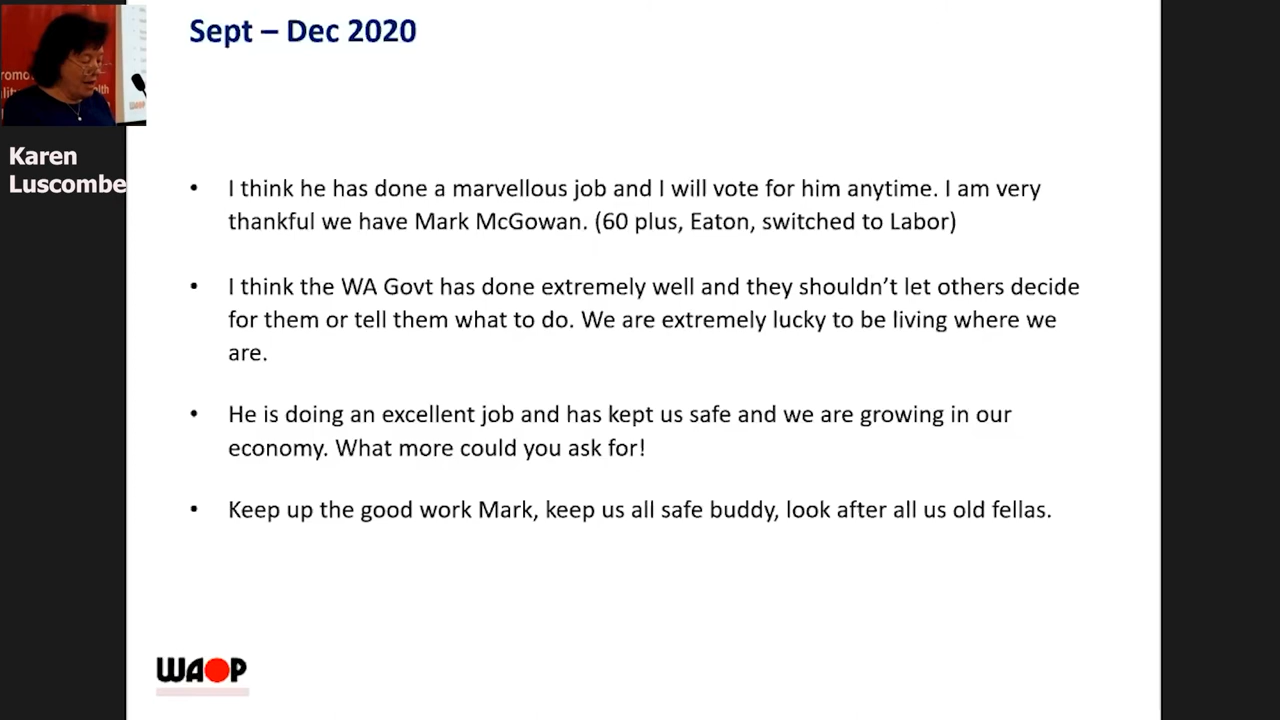 Sept – Dec 2020
romo
lit
lth
Karen
Luscombe
• I think he has done a marvellous job and I will vote for him anytime. I am very
thankful we have Mark McGowan. (60 plus, Eaton, switched to Labor)
• I think the WA Govt has done extremely well and they shouldn’t let others decide
for them or tell them what to do. We are extremely lucky to be living where we
are.
• He is doing an excellent job and has kept us safe and we are growing in our
economy. What more could you ask for!
• Keep up the good work Mark, keep us all safe buddy, look after all us old fellas.
WAOP